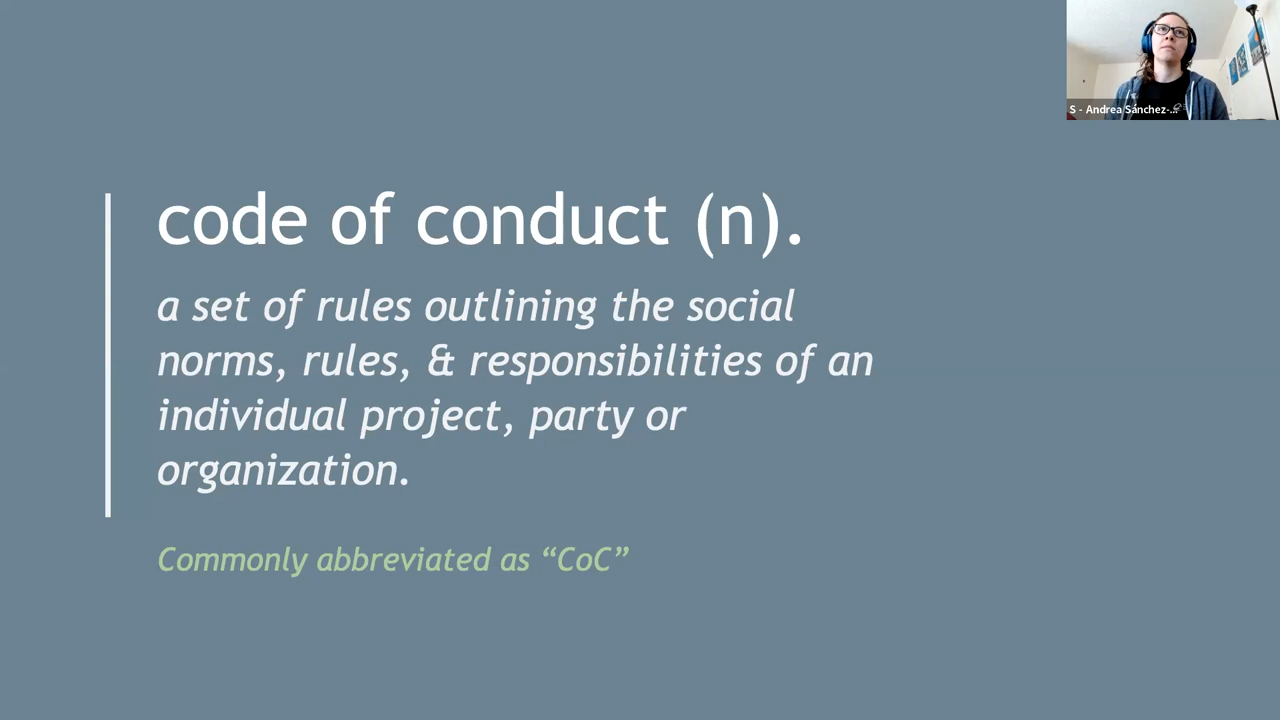 S - Andrea Sánchez-...
code of conduct (n).
a set of rules outlining the social
norms, rules, & responsibilities of an
individual project, party or
organization.
Commonly abbreviated as “CoC”